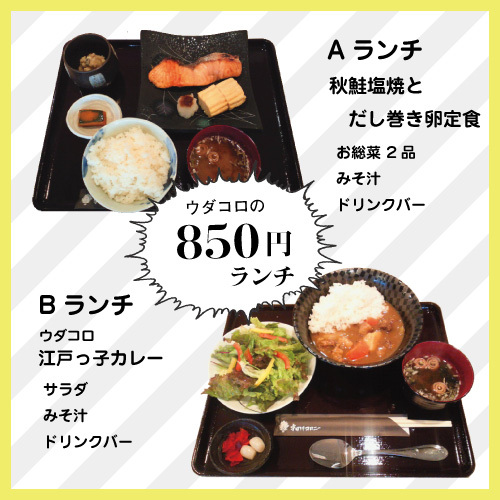 Aランチ
秋鮭塩焼と
だし巻き卵定食
お総菜2品
みそ汁
ドリンクバー
ウダコロの
850円
ランチ
Bランチ
ウダコロ
江戸っ子カレー
サラダ
みそ汁
ドリンクバー